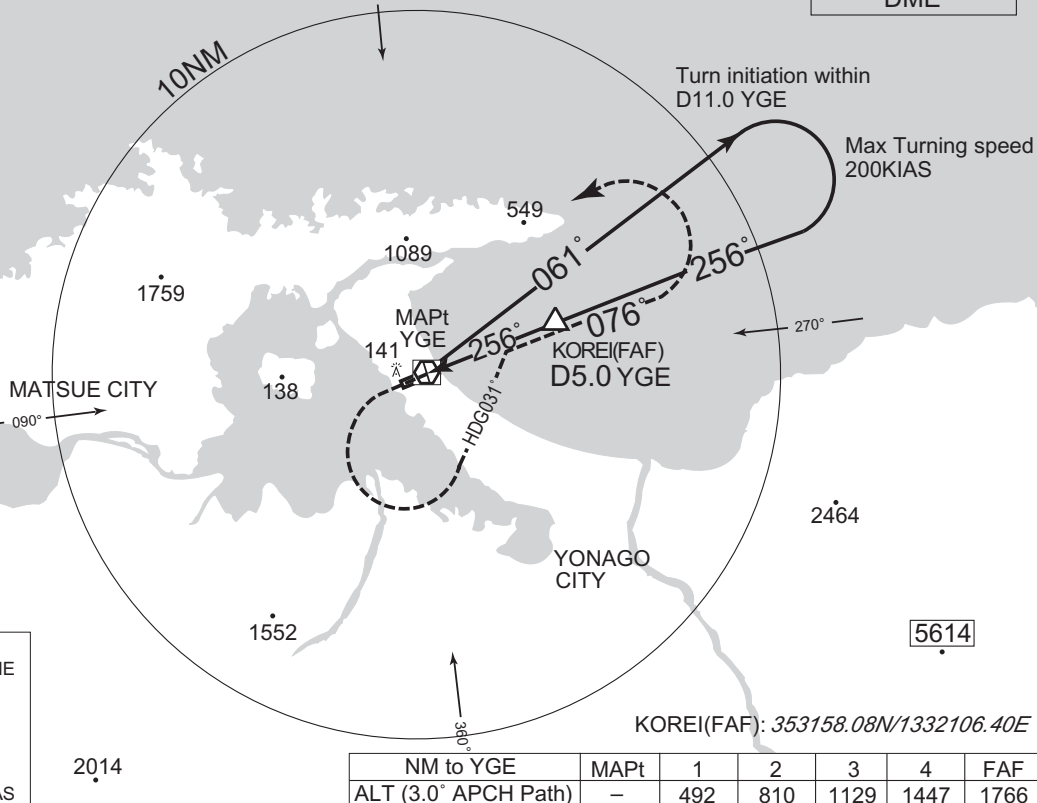 DME
10NM
Turn initiation within
D11.0 YGE
Max Turning speed
200KIAS
549
1089
061°
256°
1759
MAPt
YGE
256°
076°
270°
141
KOREI(FAF)
D5.0 YGE
138
MATSUE CITY
090°
HDG031°
2464
YONAGO
CITY
1552
5614
360°
KOREI(FAF): 353158.08N/1332106.40E
2014
NM to YGE MAPt 1 2 3 4 FAF
ALT (3.0° APCH Path) – 492 810 1129 1447 1766